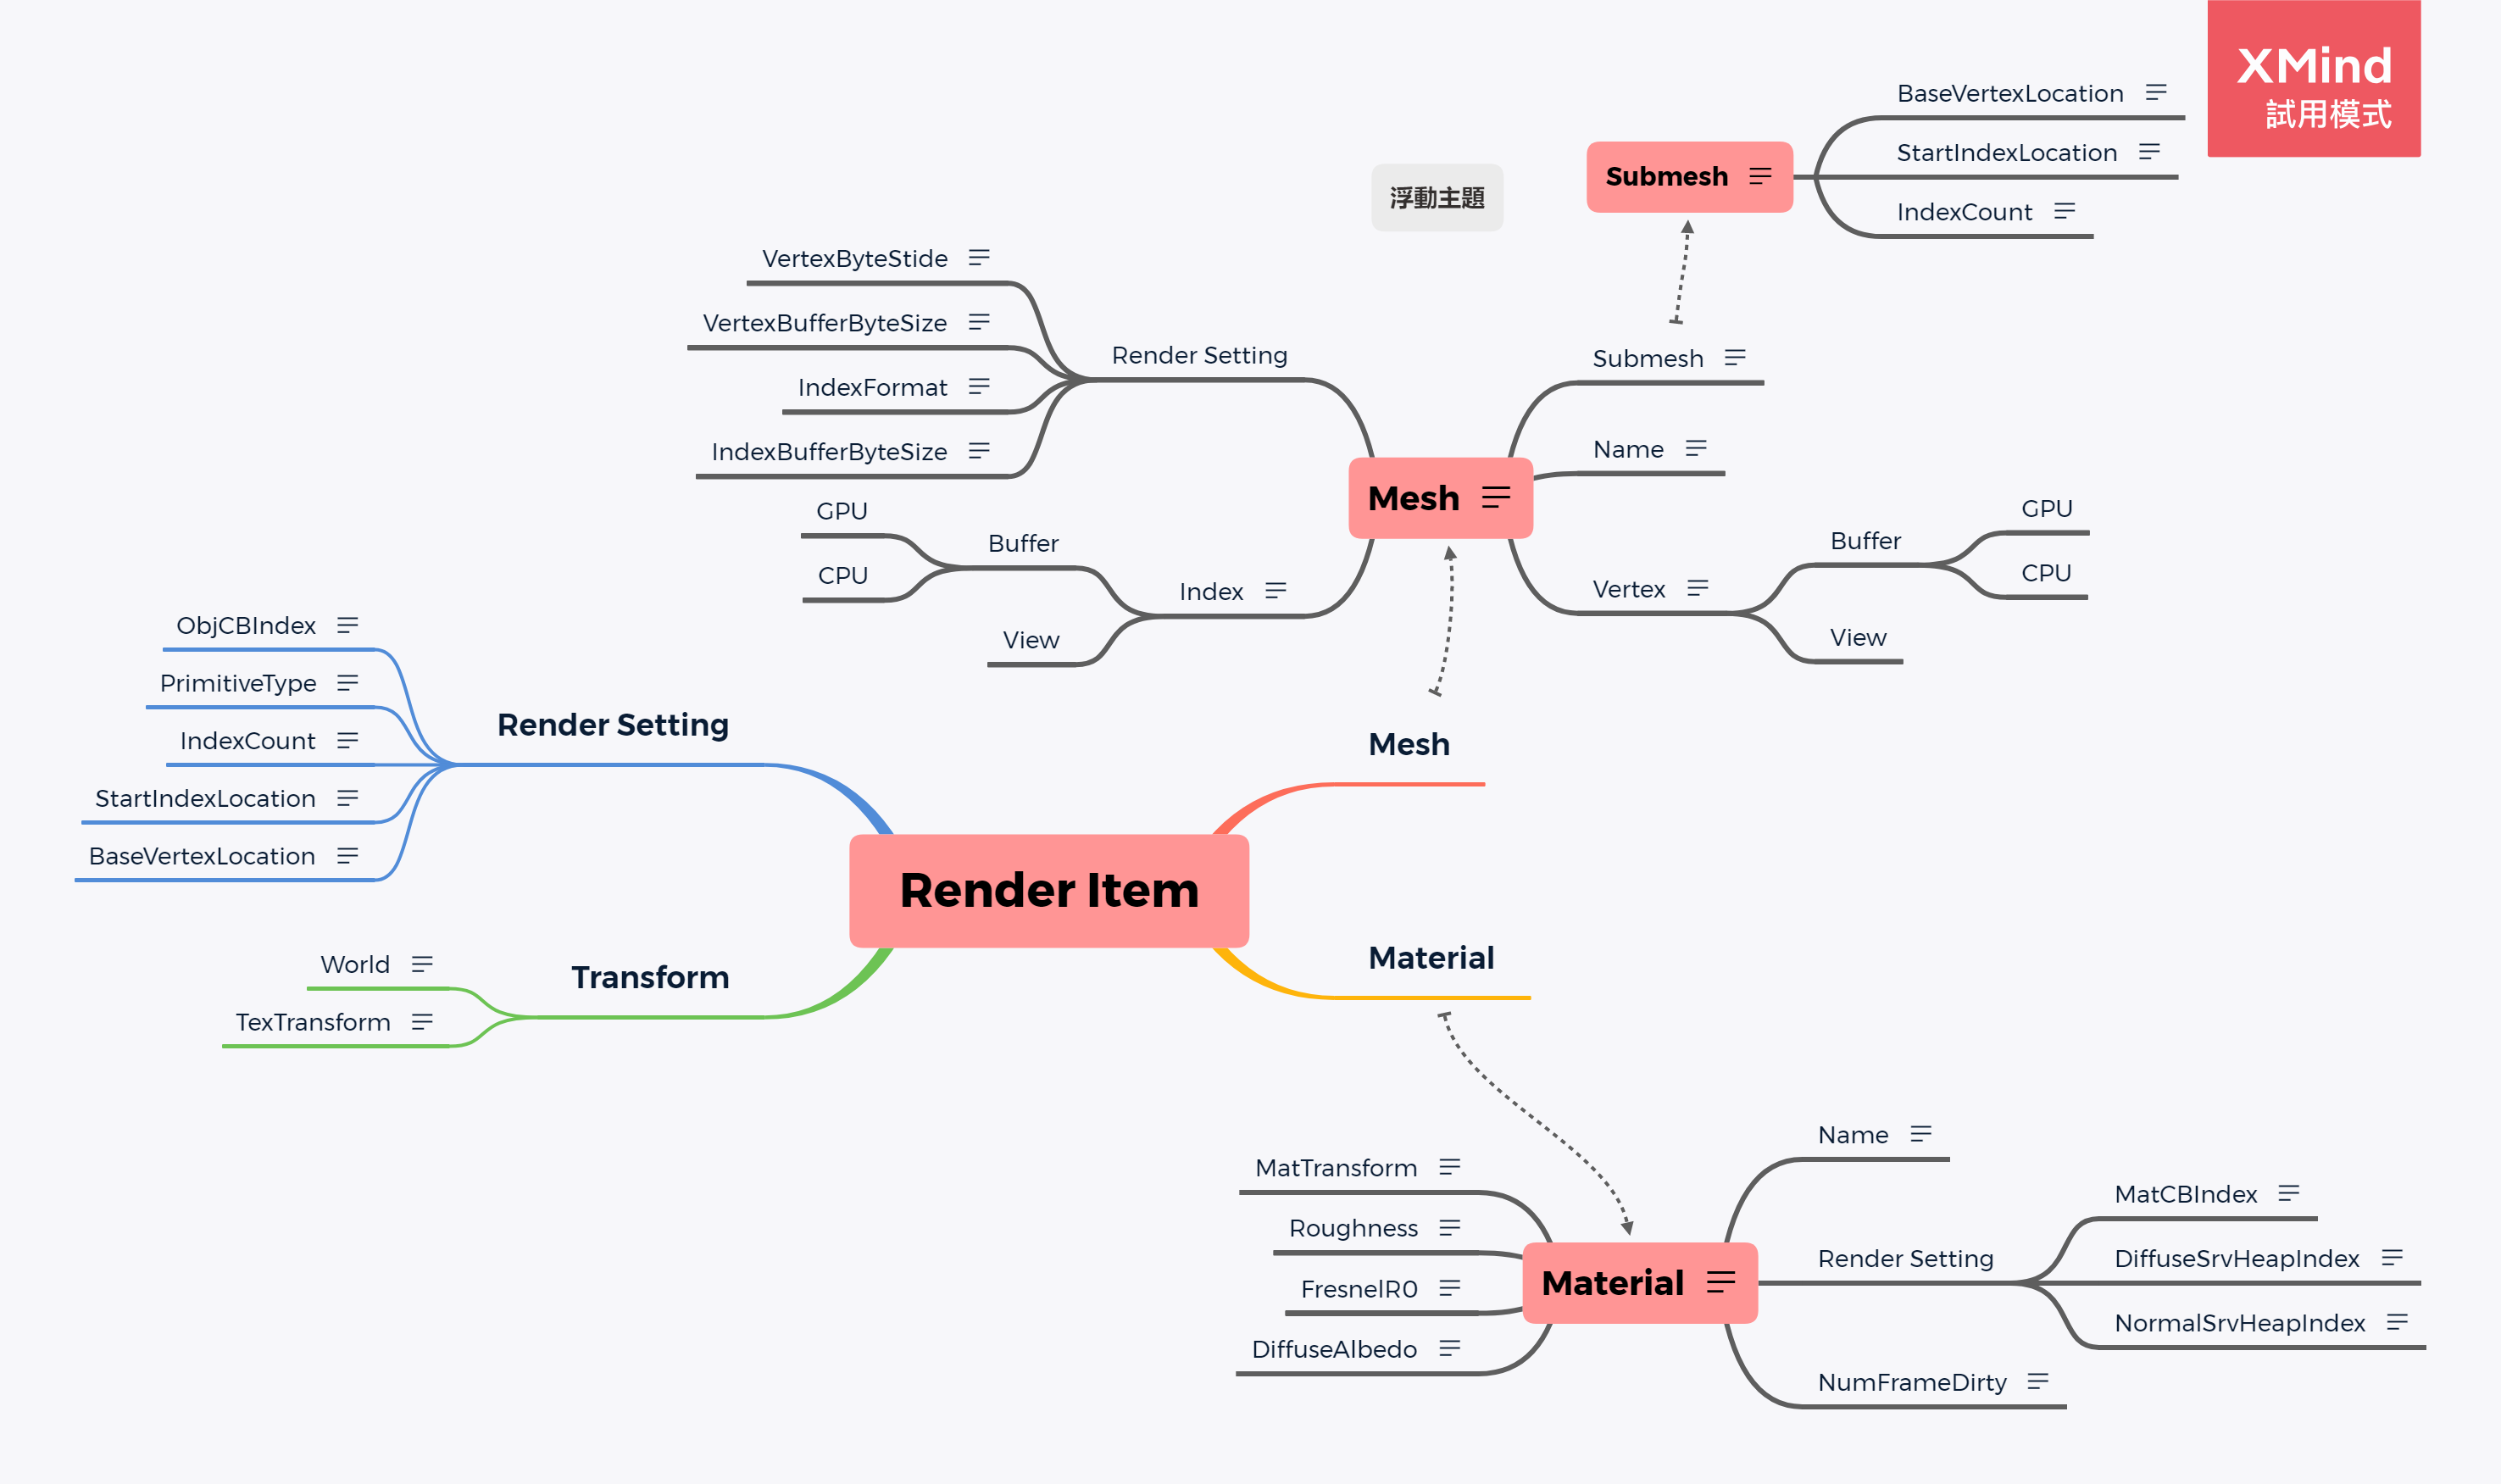 XMind
試用模式
BaseVertexLocation
StartIndexLocation
IndexCount
Submesh
浮動主題
VertexByteStide
VertexBufferByteSize
IndexFormat
IndexBufferByteSize
Render Setting
Submesh
Name
Mesh
GPU
CPU
Buffer
View
Index
Vertex
Buffer
GPU
CPU
View
ObjCBIndex
PrimitiveType
IndexCount
StartIndexLocation
BaseVertexLocation
Render Setting
Mesh
Render Item
World
TexTransform
Transform
Material
MatTransform
Roughness
FresnelR0
DiffuseAlbedo
Material
Name
Render Setting
MatCBIndex
DiffuseSrvHeapIndex
NormalSrvHeapIndex
NumFrameDirty